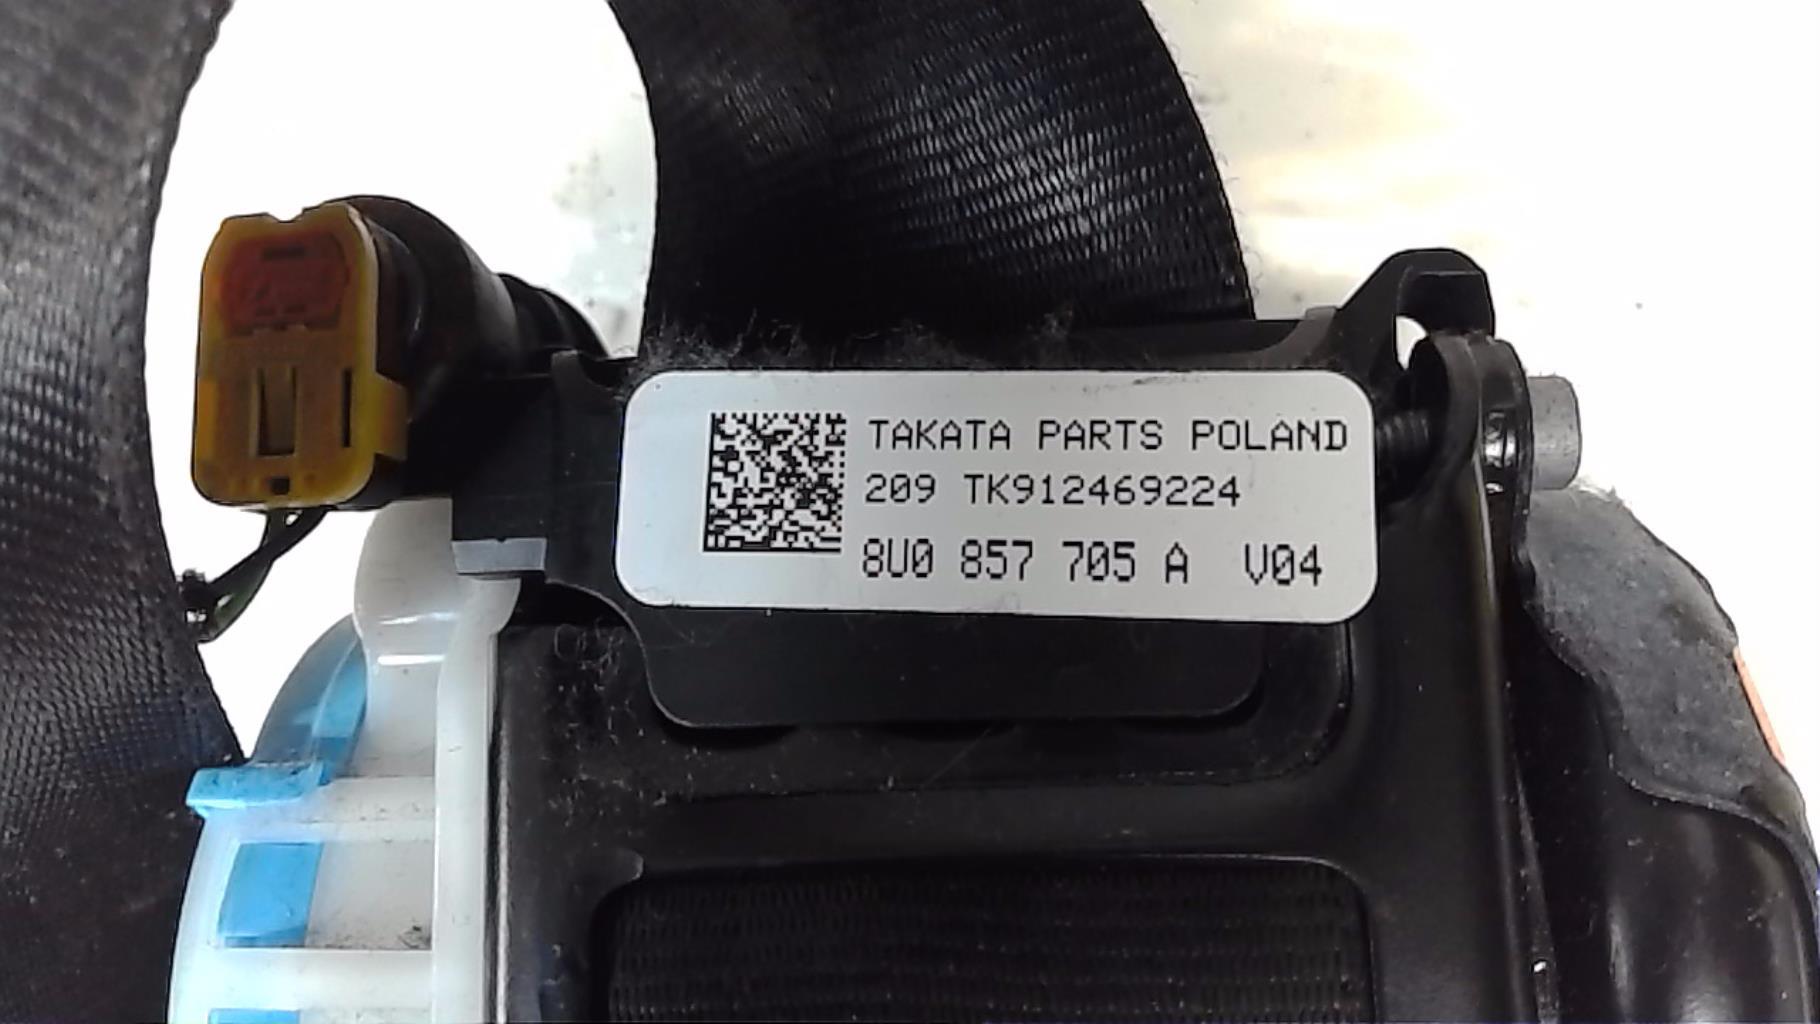 TAKATA PARTS POLAND
209 TK912469224
8U0 857 705 A V04